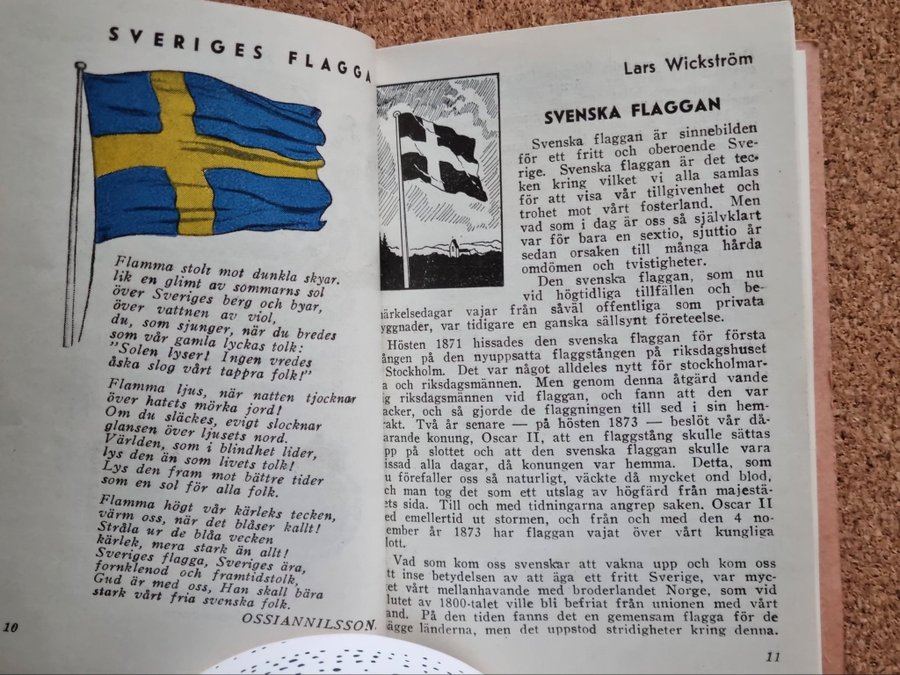 SVERIGES FLAGGA
Flamma stolt mot dunkla skyar.
lik en glimt av sommarns sol
över Sveriges berg och byar,
över vattnen av viol,
du, som sjunger, när du bredes
som vår gamla lyckas tolk:
"Solen lyser! Ingen vredes
åska slog vårt tappra folk!"
Flamma ljus, när natten tjocknar
över hatets mörka jord!
Om du släckes, evigt slocknar
glansen över ljusets nord.
Världen, som i blindhet lider,
lys den än som livets tolk!
Lys den fram mot bättre tider
som en sol för alla folk.
Flamma högt vår kärleks tecken,
värm oss, när det blåser kallt!
Stråla ur de blåa vecken
kärlek, mera stark än allt!
Sveriges flagga, Sveriges ära,
fornklenod och framtidstolk,
Gud är med oss, Han skall bära
stark vårt fria svenska folk.
OSSIANNILSSON.
10
Lars Wickström
SVENSKA FLAGGAN
Svenska flaggan är sinnebilden
för ett fritt och oberoende Sve-
rige. Svenska flaggan är det tec-
ken kring vilket vi alla samlas
för att visa vår tillgivenhet och
trohet mot vårt fosterland. Men
vad som i dag är oss så självklart
var för bara en sextio, sjuttio år
sedan orsaken till många hårda
omdömen och tvistigheter.
Den svenska flaggan, som nu
vid högtidliga tillfällen och be-
märkelsedagar vajar från såväl offentliga som privata
yggnader, var tidigare en ganska sällsynt företeelse.
Hösten 1871 hissades den svenska flaggan för första
ången på den nyuppsatta flaggstången på riksdagshuset
Stockholm. Det var något alldeles nytt för stockholmar-
a och riksdagsmännen. Men genom denna åtgärd vande
ig riksdagsmännen vid flaggan, och fann att den var
acker, och så gjorde de flaggningen till sed i sin hem-
rakt. Två år senare — på hösten 1873 — beslöt vår då-
arande konung, Oscar II, att en flaggstång skulle sättas
pp på slottet och att den svenska flaggan skulle vara
issad alla dagar, då konungen var hemma. Detta, som
u förefaller oss så naturligt, väckte då mycket ond blod,
ch man tog det som ett utslag av högfärd från majestä-
ets sida. Till och med tidningarna angrep saken. Oscar II
ed emellertid ut stormen, och från och med den 4 no-
ember år 1873 har flaggan vajat över vårt kungliga
lott.
Vad som kom oss svenskar att vakna upp och kom oss
tt inse betydelsen av att äga ett fritt Sverige, var myc-
et vårt mellanhavande med broderlandet Norge, som vid
lutet av 1800-talet ville bli befriat från unionen med vårt
and. På den tiden fanns det en gemensam flagga för de
ägge länderna, men det uppstod stridigheter kring denna.
11